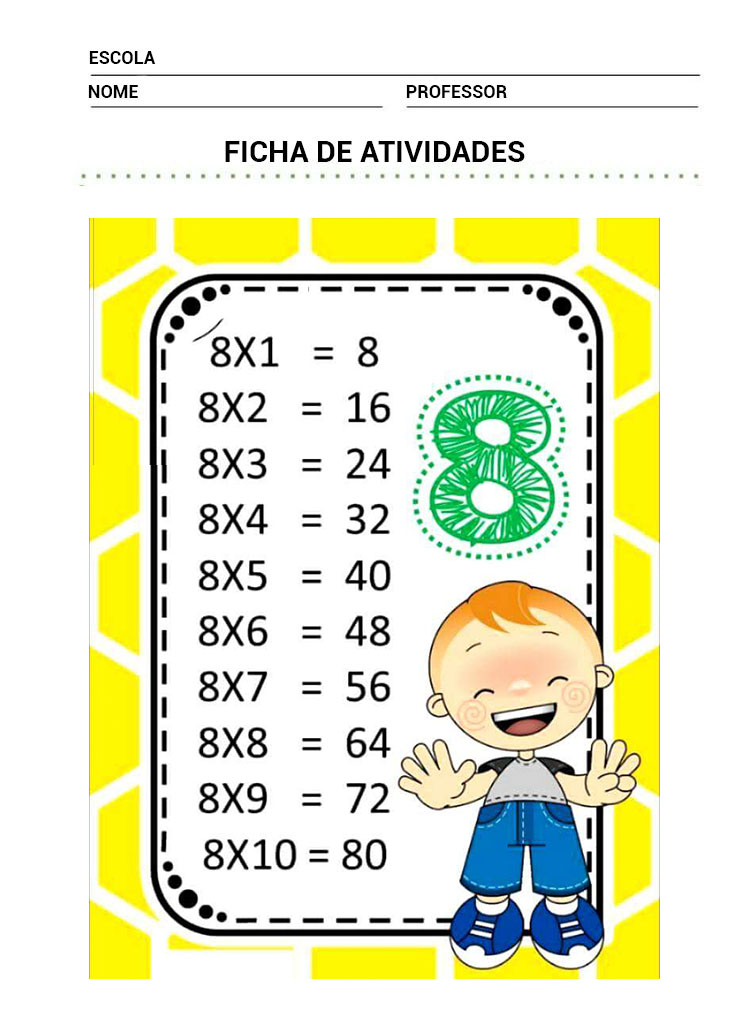 ESCOLA
NOME PROFESSOR
FICHA DE ATIVIDADES
8X1 = 8
8X2 = 16
8X3 = 24
8X4 = 32
8X5 = 40
8X6 = 48
8X7 = 56
8X8 = 64
8X9 = 72
8X10 = 80
8